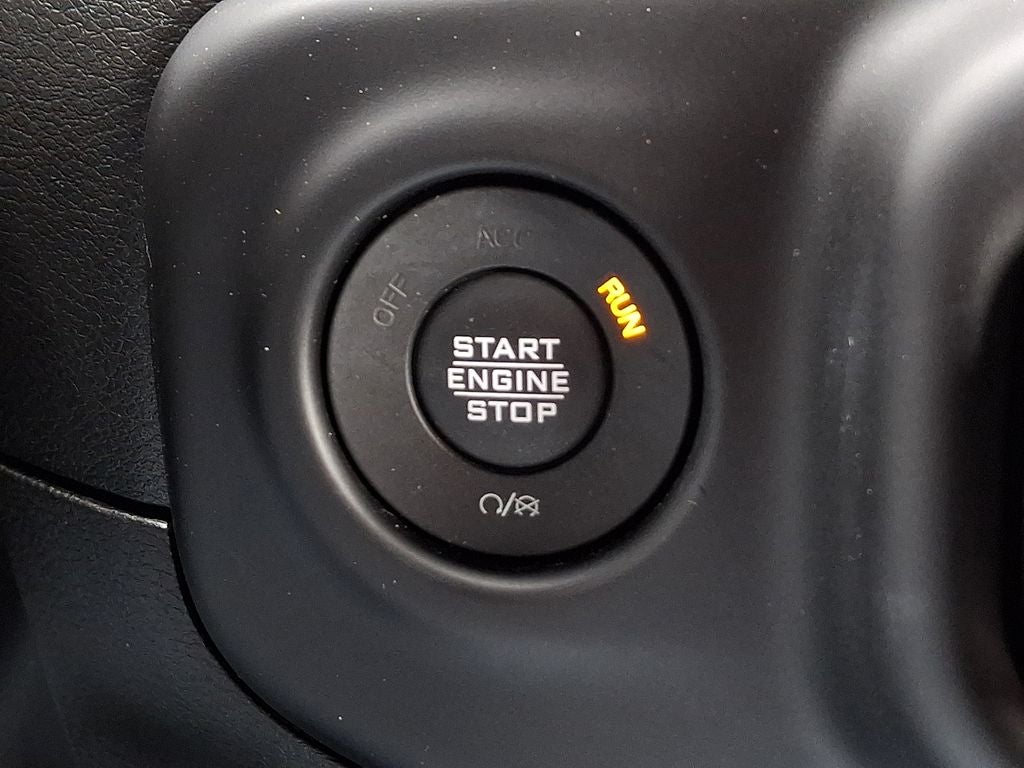 ACC
OFF
RUN
START
ENGINE
STOP